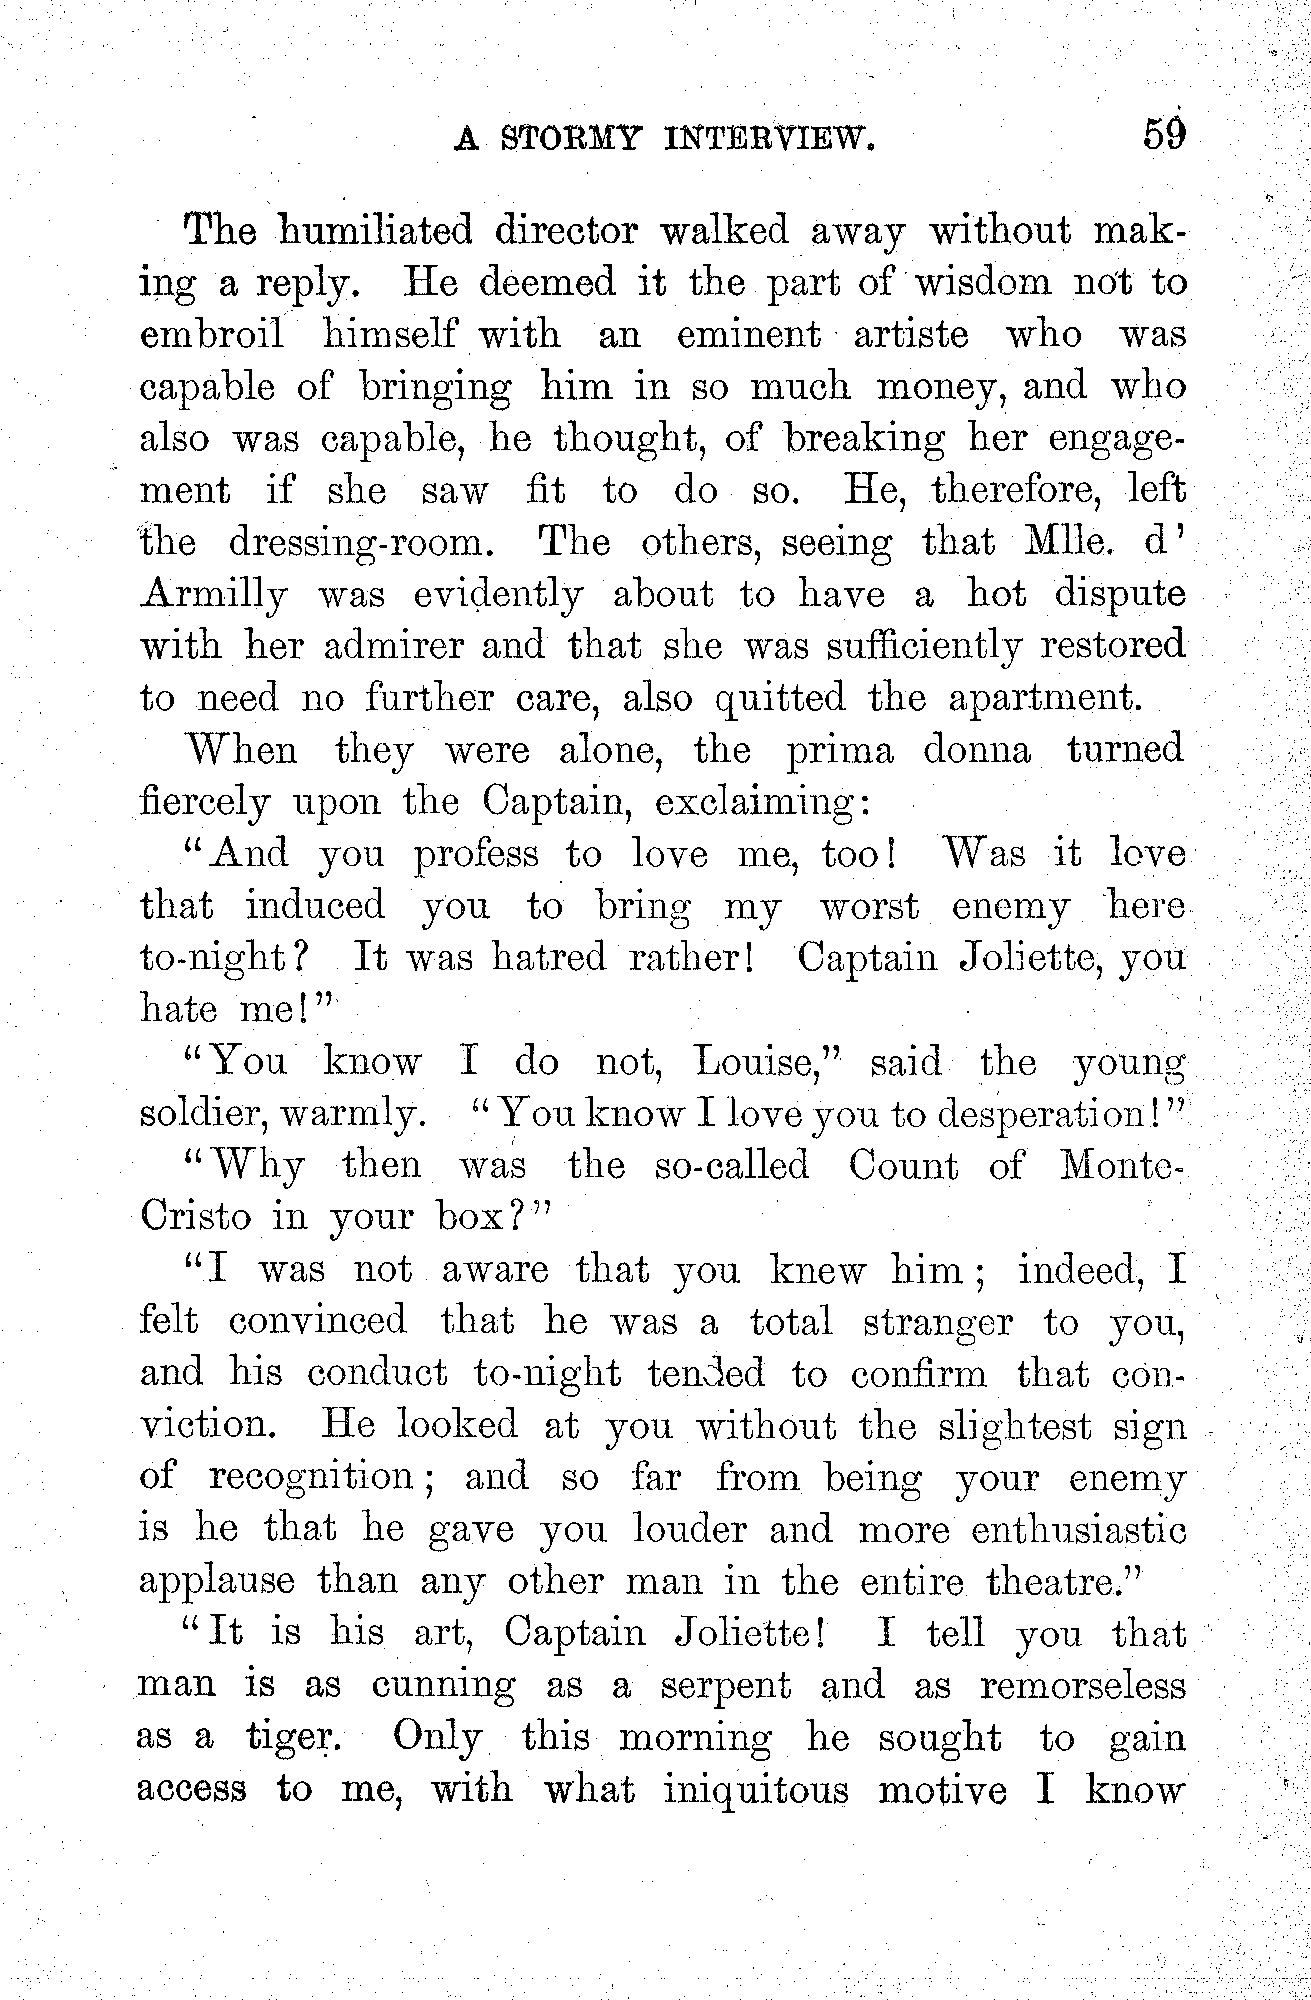 A STORMY INTERVIEW. 59
The humiliated director walked away without mak-
ing a reply. He deemed it the part of wisdom not to
embroil himself with an eminent artiste who was
capable of bringing him in so much money, and who
also was capable, he thought, of breaking her engage-
ment if she saw fit to do so. He, therefore, left
the dressing-room. The others, seeing that Mlle. d'
Armilly was evidently about to have a hot dispute
with her admirer and that she was sufficiently restored
to need no further care, also quitted the apartment.
When they were alone, the prima donna turned
fiercely upon the Captain, exclaiming:
"And you profess to love me, too! Was it love
that induced you to bring my worst enemy here
to-night? It was hatred rather! Captain Joliette, you
hate me!"
"You know I do not, Louise," said the young
soldier, warmly. "You know I love you to desperation!"
"Why then was the so-called Count of Monte-
Cristo in your box?"
"I was not aware that you knew him; indeed, I
felt convinced that he was a total stranger to you,
and his conduct to-night tended to confirm that con-
viction. He looked at you without the slightest sign
of recognition; and so far from being your enemy
is he that he gave you louder and more enthusiastic
applause than any other man in the entire theatre."
"It is his art, Captain Joliette! I tell you that
man is as cunning as a serpent and as remorseless
as a tiger. Only this morning he sought to gain
access to me, with what iniquitous motive I know